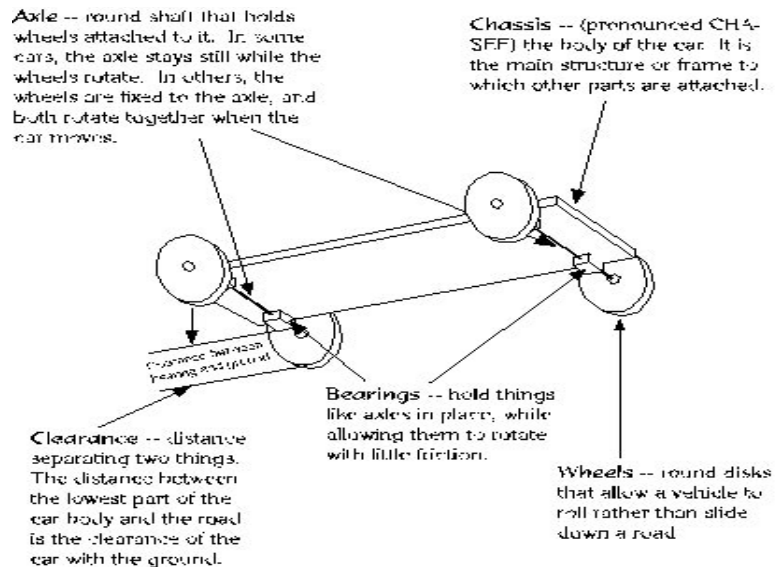 Axle -- round shaft that holds
wheels attached to it. In some
cars, the axle stays still while the
wheels rotate. In others, the
wheels are fixed to the axle, and
both rotate together when the
car moves.
Chassis -- (pronounced CHA-
SEE) the body of the car. It is
the main structure or frame to
which other parts are attached.
Clearance between
bearing and ground
Bearings -- hold things
like axles in place, while
allowing them to rotate
with little friction.
Clearance -- distance
separating two things.
The distance between
the lowest part of the
car body and the road
is the clearance of the
car with the ground.
Wheels -- round disks
that allow a vehicle to
roll rather than slide
down a road